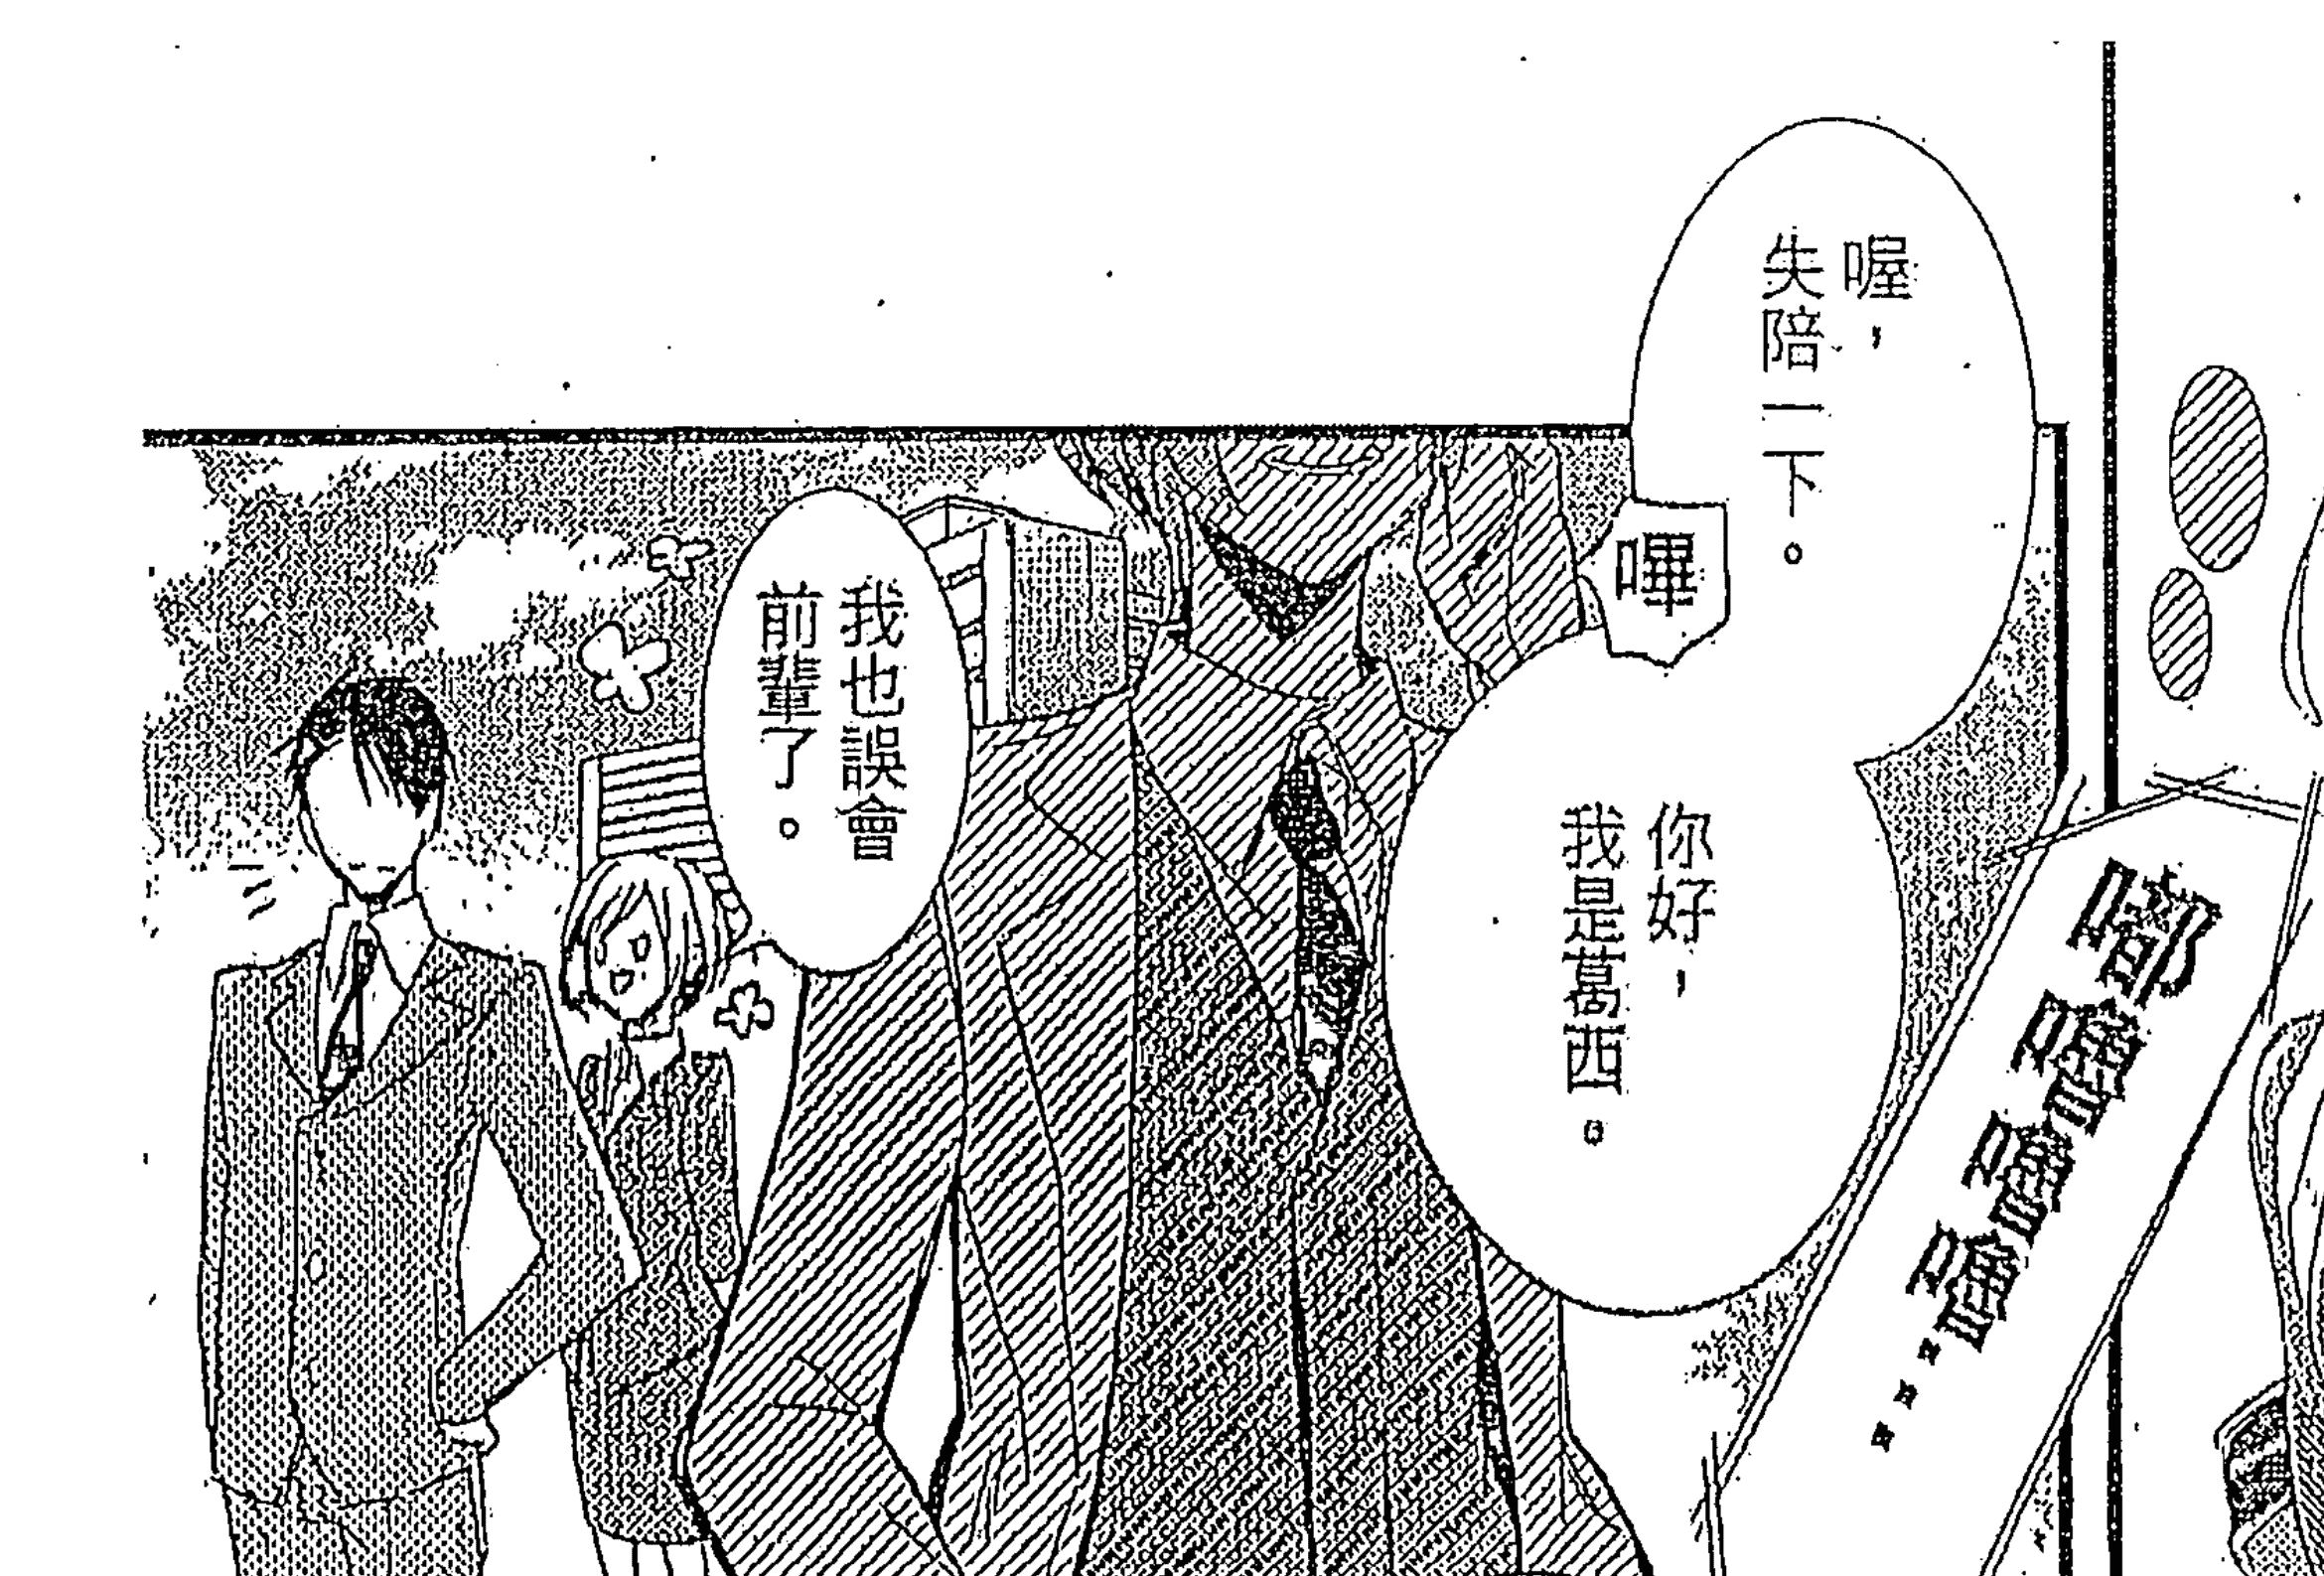 嘟嚕嚕嚕…
喔，
失陪一下。
嗶
你好，
我是葛西。
我也誤會
前輩了。